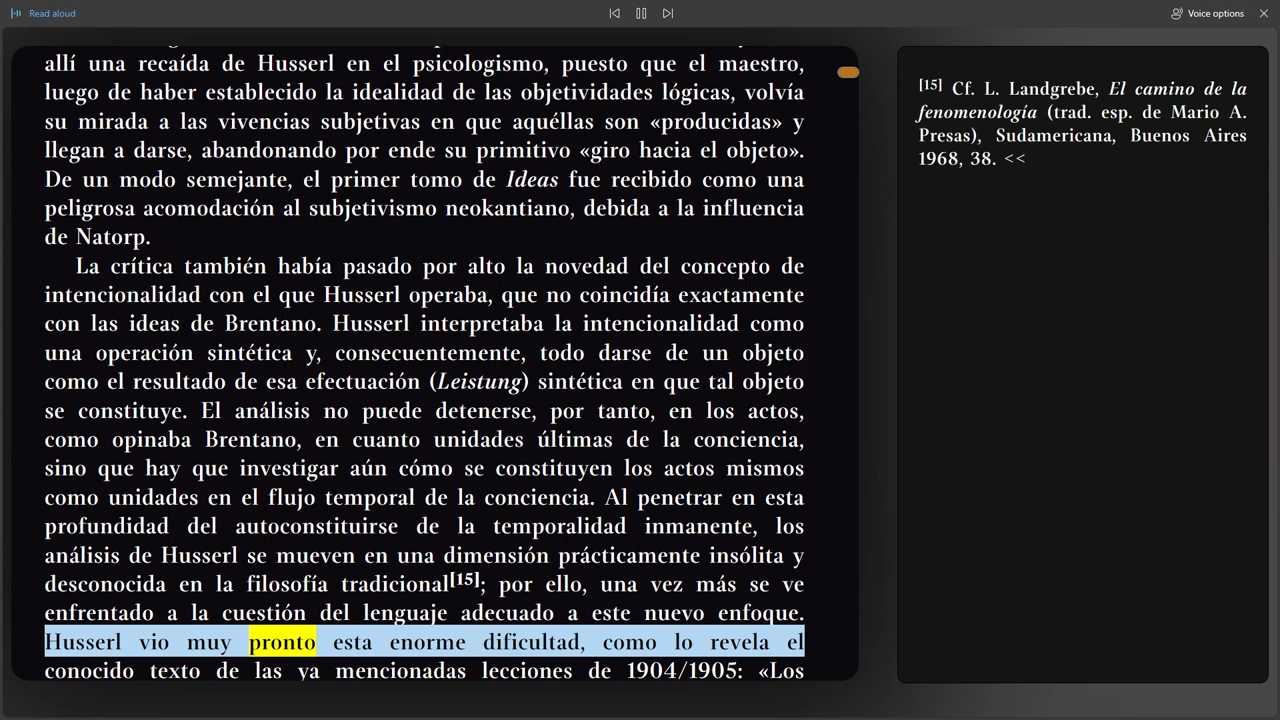 Read aloud
Voice options
allí una recaída de Husserl en el psicologismo, puesto que el maestro,
luego de haber establecido la idealidad de las objetividades lógicas, volvía
su mirada a las vivencias subjetivas en que aquéllas son «producidas» y
llegan a darse, abandonando por ende su primitivo «giro hacia el objeto».
De un modo semejante, el primer tomo de Ideas fue recibido como una
peligrosa acomodación al subjetivismo neokantiano, debida a la influencia
de Natorp.
La crítica también había pasado por alto la novedad del concepto de
intencionalidad con el que Husserl operaba, que no coincidía exactamente
con las ideas de Brentano. Husserl interpretaba la intencionalidad como
una operación sintética y, consecuentemente, todo darse de un objeto
como el resultado de esa efectuación (Leistung) sintética en que tal objeto
se constituye. El análisis no puede detenerse, por tanto, en los actos,
como opinaba Brentano, en cuanto unidades últimas de la conciencia,
sino que hay que investigar aún cómo se constituyen los actos mismos
como unidades en el flujo temporal de la conciencia. Al penetrar en esta
profundidad del autoconstituirse de la temporalidad inmanente, los
análisis de Husserl se mueven en una dimensión prácticamente insólita y
desconocida en la filosofía tradicional[15]; por ello, una vez más se ve
enfrentado a la cuestión del lenguaje adecuado a este nuevo enfoque.
Husserl vio muy pronto esta enorme dificultad, como lo revela el
conocido texto de las ya mencionadas lecciones de 1904/1905: «Los
[15] Cf. L. Landgrebe, El camino de la
fenomenología (trad. esp. de Mario A.
Presas), Sudamericana, Buenos Aires
1968, 38. <<